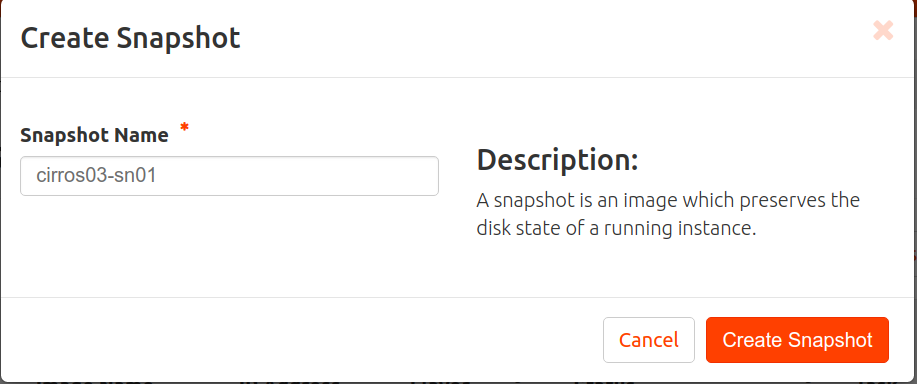 Create Snapshot
Snapshot Name *
cirros03-sn01
Description:
A snapshot is an image which preserves the
disk state of a running instance.
Cancel
Create Snapshot